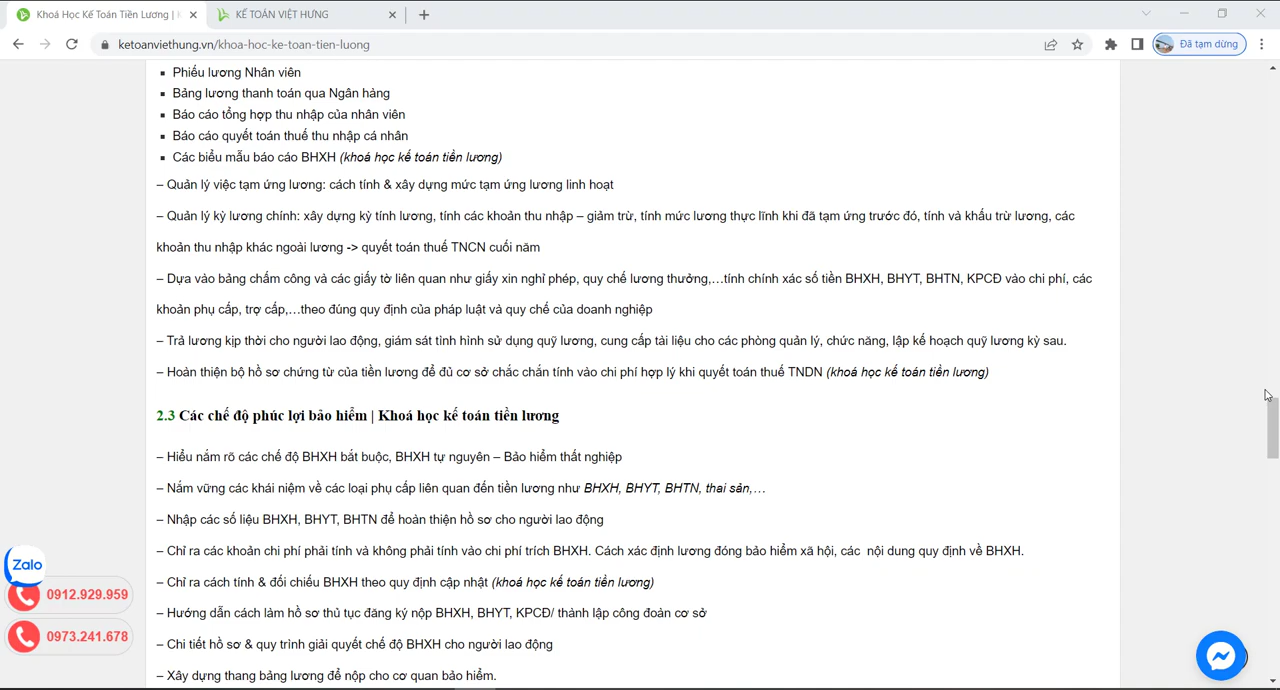 Khoá Học Kế Toán Tiền Lương |
KẾ TOÁN VIỆT HƯNG
ketoanviethung.vn/khoa-hoc-ke-toan-tien-luong
Đã tạm dừng
▪ Phiếu lương Nhân viên
▪ Bảng lương thanh toán qua Ngân hàng
▪ Báo cáo tổng hợp thu nhập của nhân viên
▪ Báo cáo quyết toán thuế thu nhập cá nhân
▪ Các biểu mẫu báo cáo BHXH (khoá học kế toán tiền lương)
– Quản lý việc tạm ứng lương: cách tính & xây dựng mức tạm ứng lương linh hoạt
– Quản lý kỳ lương chính: xây dựng kỳ tính lương, tính các khoản thu nhập – giảm trừ, tính mức lương thực lĩnh khi đã tạm ứng trước đó, tính và khấu trừ lương, các
khoản thu nhập khác ngoài lương -> quyết toán thuế TNCN cuối năm
– Dựa vào bảng chấm công và các giấy tờ liên quan như giấy xin nghỉ phép, quy chế lương thưởng,…tính chính xác số tiền BHXH, BHYT, BHTN, KPCĐ vào chi phí, các
khoản phụ cấp, trợ cấp,…theo đúng quy định của pháp luật và quy chế của doanh nghiệp
– Trả lương kịp thời cho người lao động, giám sát tình hình sử dụng quỹ lương, cung cấp tài liệu cho các phòng quản lý, chức năng, lập kế hoạch quỹ lương kỳ sau.
– Hoàn thiện bộ hồ sơ chứng từ của tiền lương để đủ cơ sở chắc chắn tính vào chi phí hợp lý khi quyết toán thuế TNDN (khoá học kế toán tiền lương)
2.3 Các chế độ phúc lợi bảo hiểm | Khoá học kế toán tiền lương
– Hiểu nắm rõ các chế độ BHXH bắt buộc, BHXH tự nguyên – Bảo hiểm thất nghiệp
– Nắm vững các khái niệm về các loại phụ cấp liên quan đến tiền lương như BHXH, BHYT, BHTN, thai sản,…
– Nhập các số liệu BHXH, BHYT, BHTN để hoàn thiện hồ sơ cho người lao động
– Chỉ ra các khoản chi phí phải tính và không phải tính vào chi phí trích BHXH. Cách xác định lương đóng bảo hiểm xã hội, các nội dung quy định về BHXH.
– Chỉ ra cách tính & đối chiếu BHXH theo quy định cập nhật (khoá học kế toán tiền lương)
– Hướng dẫn cách làm hồ sơ thủ tục đăng ký nộp BHXH, BHYT, KPCĐ/ thành lập công đoàn cơ sở
– Chi tiết hồ sơ & quy trình giải quyết chế độ BHXH cho người lao động
– Xây dựng thang bảng lương để nộp cho cơ quan bảo hiểm.
Zalo
0912.929.959
0973.241.678